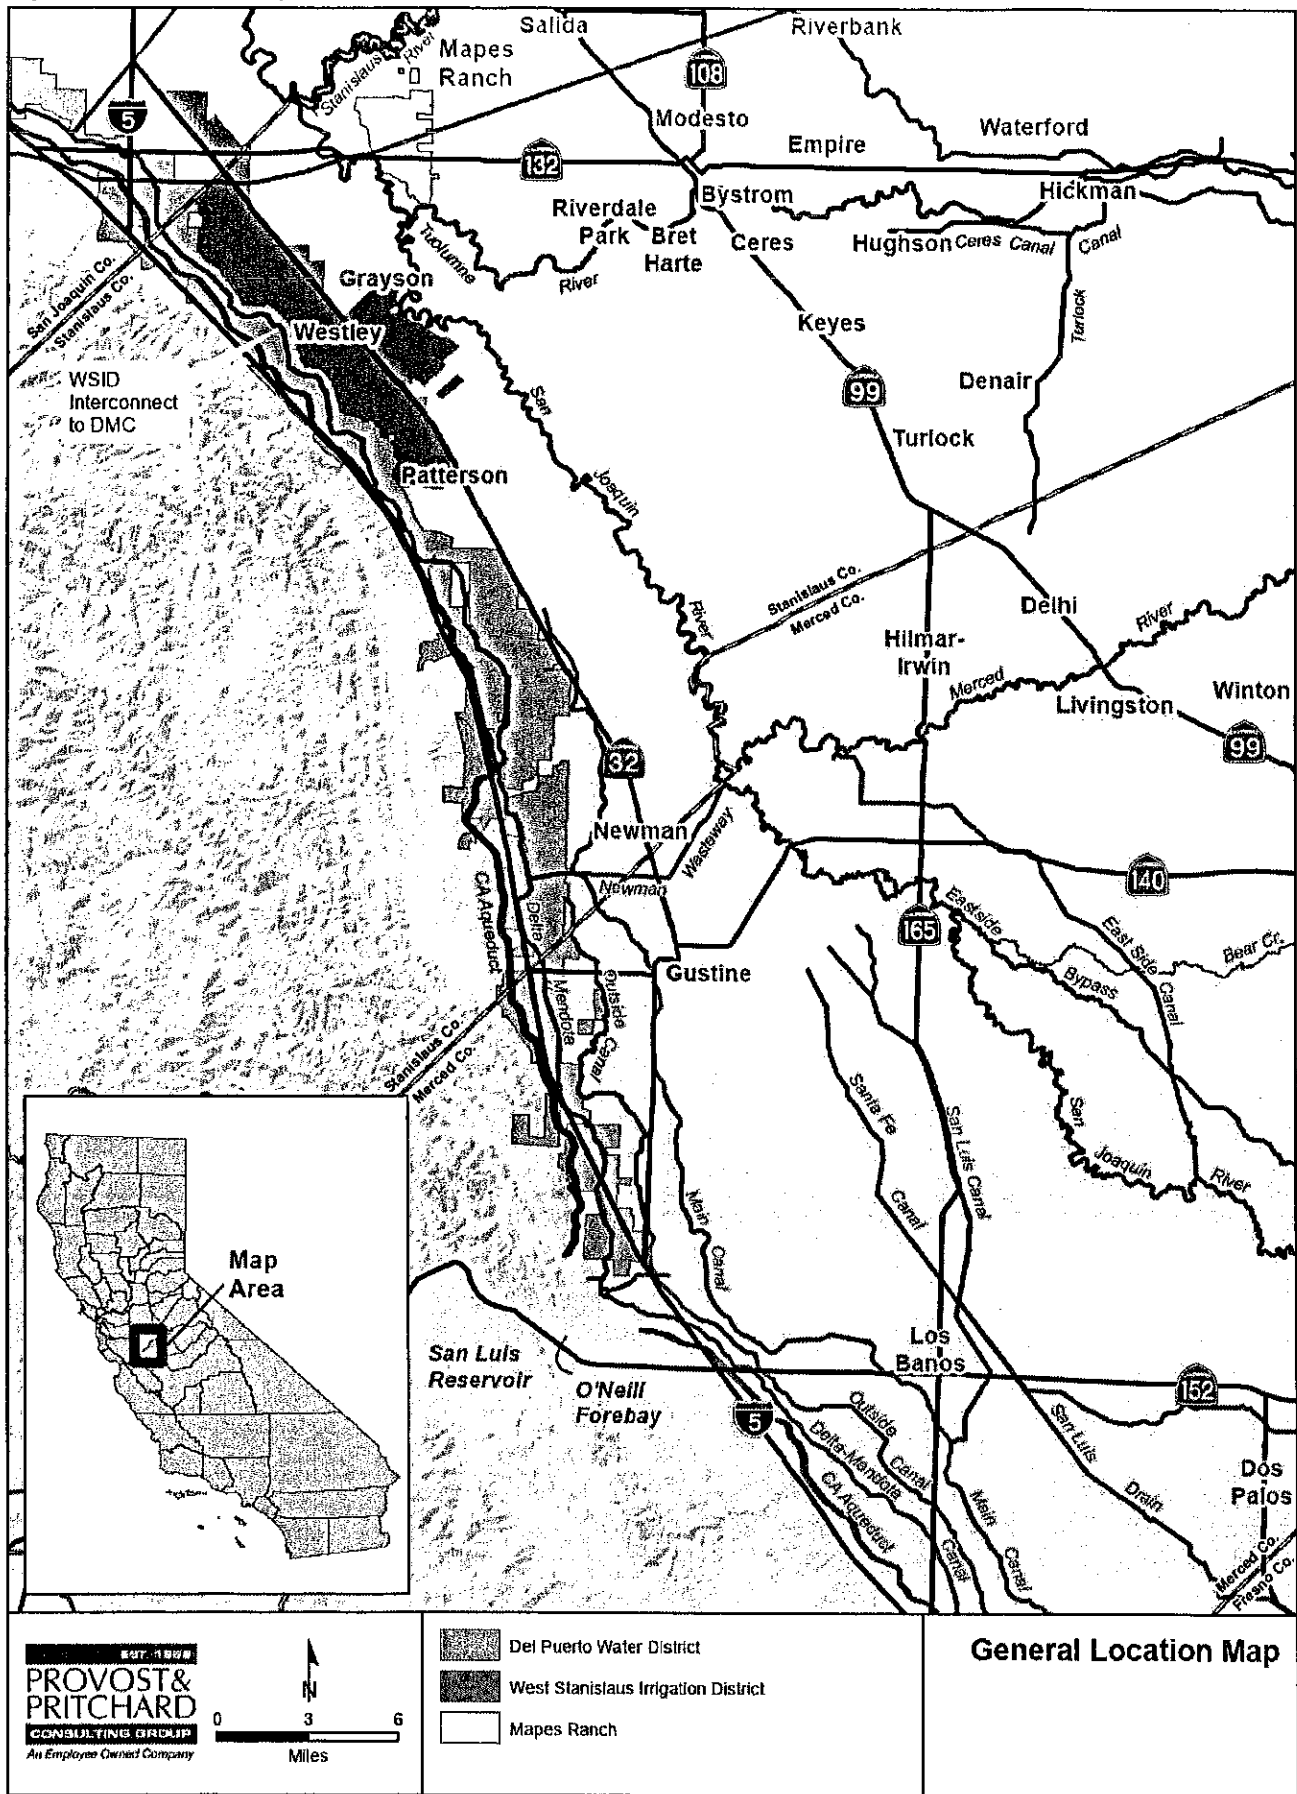 Salida
Riverbank
Stanislaus
River
Mapes
Ranch
108
5
Modesto
Waterford
Empire
132
Bystrom
Hickman
Riverdale
Park
Bret
Harte
Ceres
Hughson
Ceres Canal
Canal
Tuolumine
River
Grayson
San Joaquin Co.
Stanislaus Co.
Westley
Keyes
Turlock
WSID
Interconnect
to DMC
San
99
Denair
Turlock
Patterson
Joaquin
River
Stanislaus Co.
Merced Co.
Delhi
River
Hilmar-
Irwin
Merced
Livingston
Winton
99
32
Newman
Wasteway
Newman
140
CA Aqueduct
Delta
165
Eastside
East Side
Canal
Bear Cr.
Bypass
Gustine
Mendota
Outside
Canal
Stanislaus Co.
Merced Co.
Santa Fe
San Luis Canal
San
Joaquin
River
Main
Canal
Canal
Map
Area
San Luis
Reservoir
O'Neill
Forebay
Los
Banos
152
5
Outside
Canal
Delta-Mendota
Canal
CA Aqueduct
Main
Canal
San Luis
Drain
Dos
Palos
Merced Co.
Fresno Co.
EST. 1968
PROVOST&
PRITCHARD
CONSULTING GROUP
An Employee Owned Company
N
0 3 6
Miles
Del Puerto Water District
West Stanislaus Irrigation District
Mapes Ranch
General Location Map